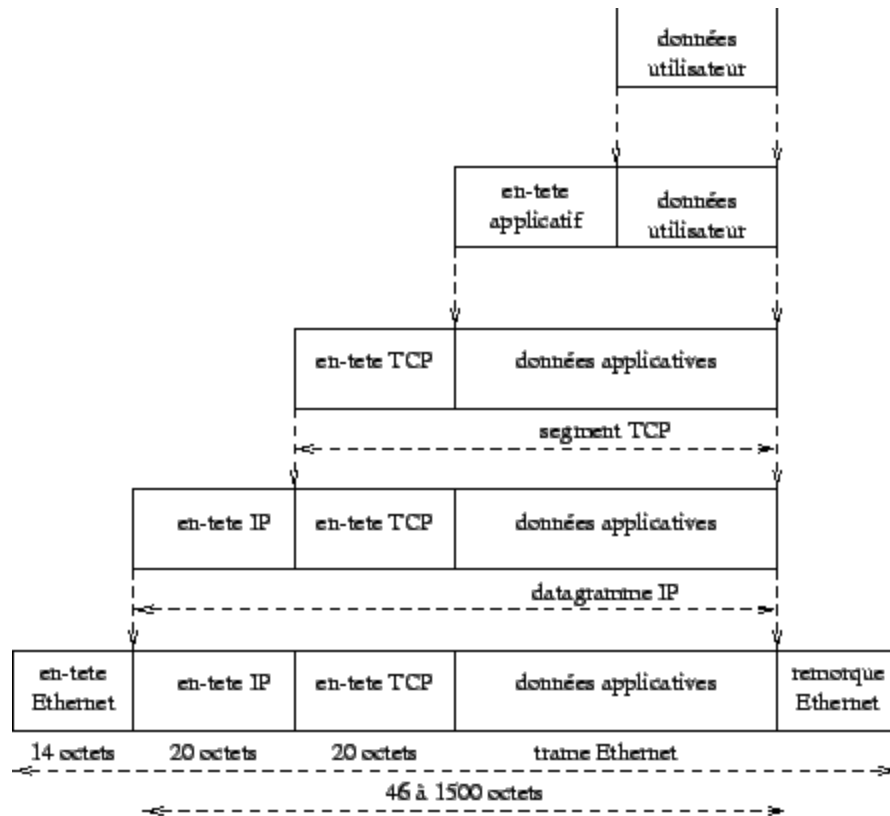 données
utilisateur
en-tete
applicatif
données
utilisateur
en-tete TCP
données applicatives
segment TCP
en-tete IP
en-tete TCP
données applicatives
datagramme IP
en-tete
Ethernet
en-tete IP
en-tete TCP
données applicatives
remorque
Ethernet
14 octets
20 octets
20 octets
trame Ethernet
46 à 1500 octets